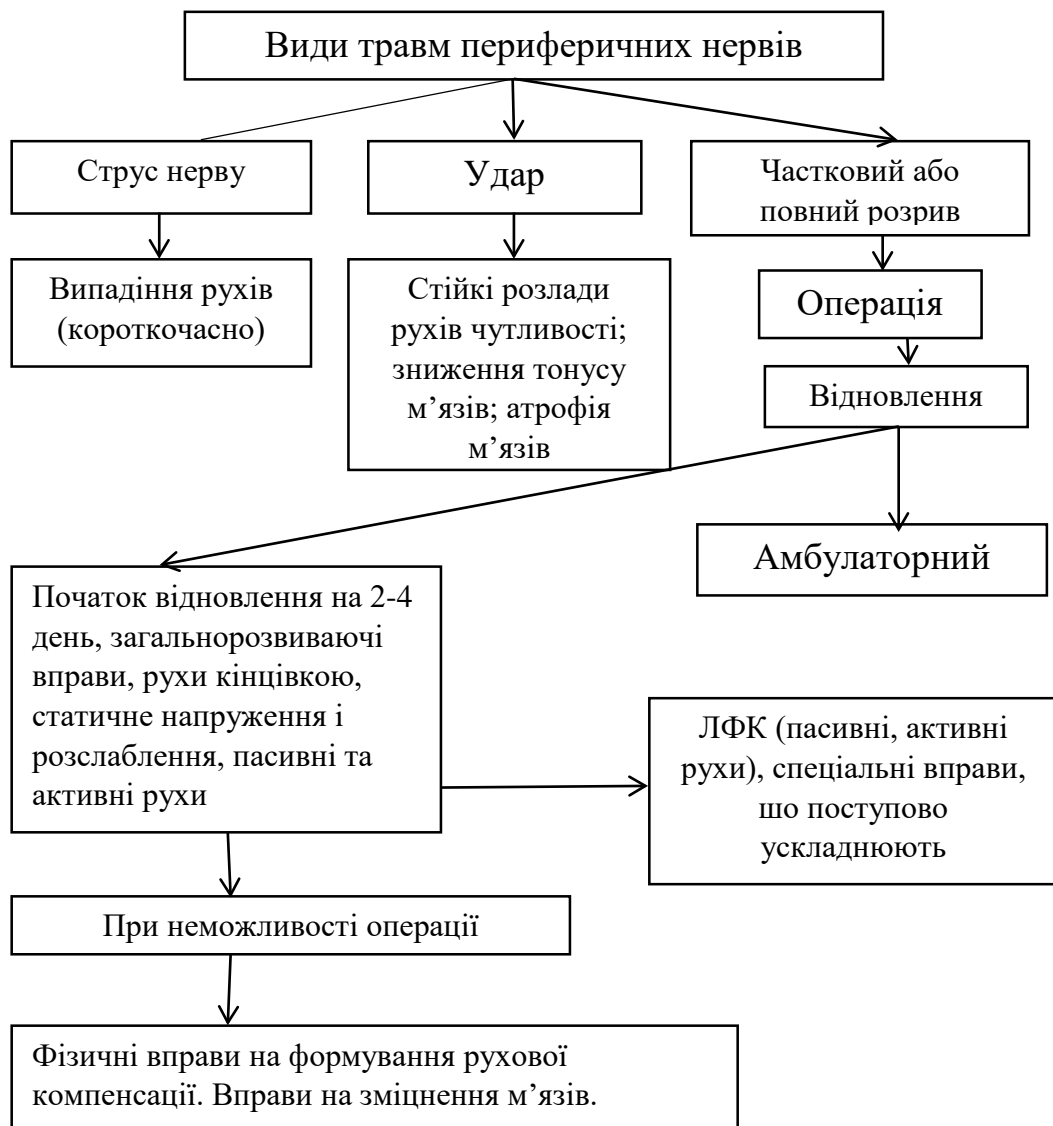 Види травм периферичних нервів
Струс нерву
Удар
Частковий або
повний розрив
Випадіння рухів
(короткочасно)
Стійкі розлади
рухів чутливості;
зниження тонусу
м’язів; атрофія
м’язів
Операція
Відновлення
Амбулаторний
Початок відновлення на 2-4
день, загальнорозвиваючі
вправи, рухи кінцівкою,
статичне напруження і
розслаблення, пасивні та
активні рухи
ЛФК (пасивні, активні
рухи), спеціальні вправи,
шо поступово
ускладнюють
При неможливості операції
Фізичні вправи на формування рухової
компенсації. Вправи на зміцнення м’язів.